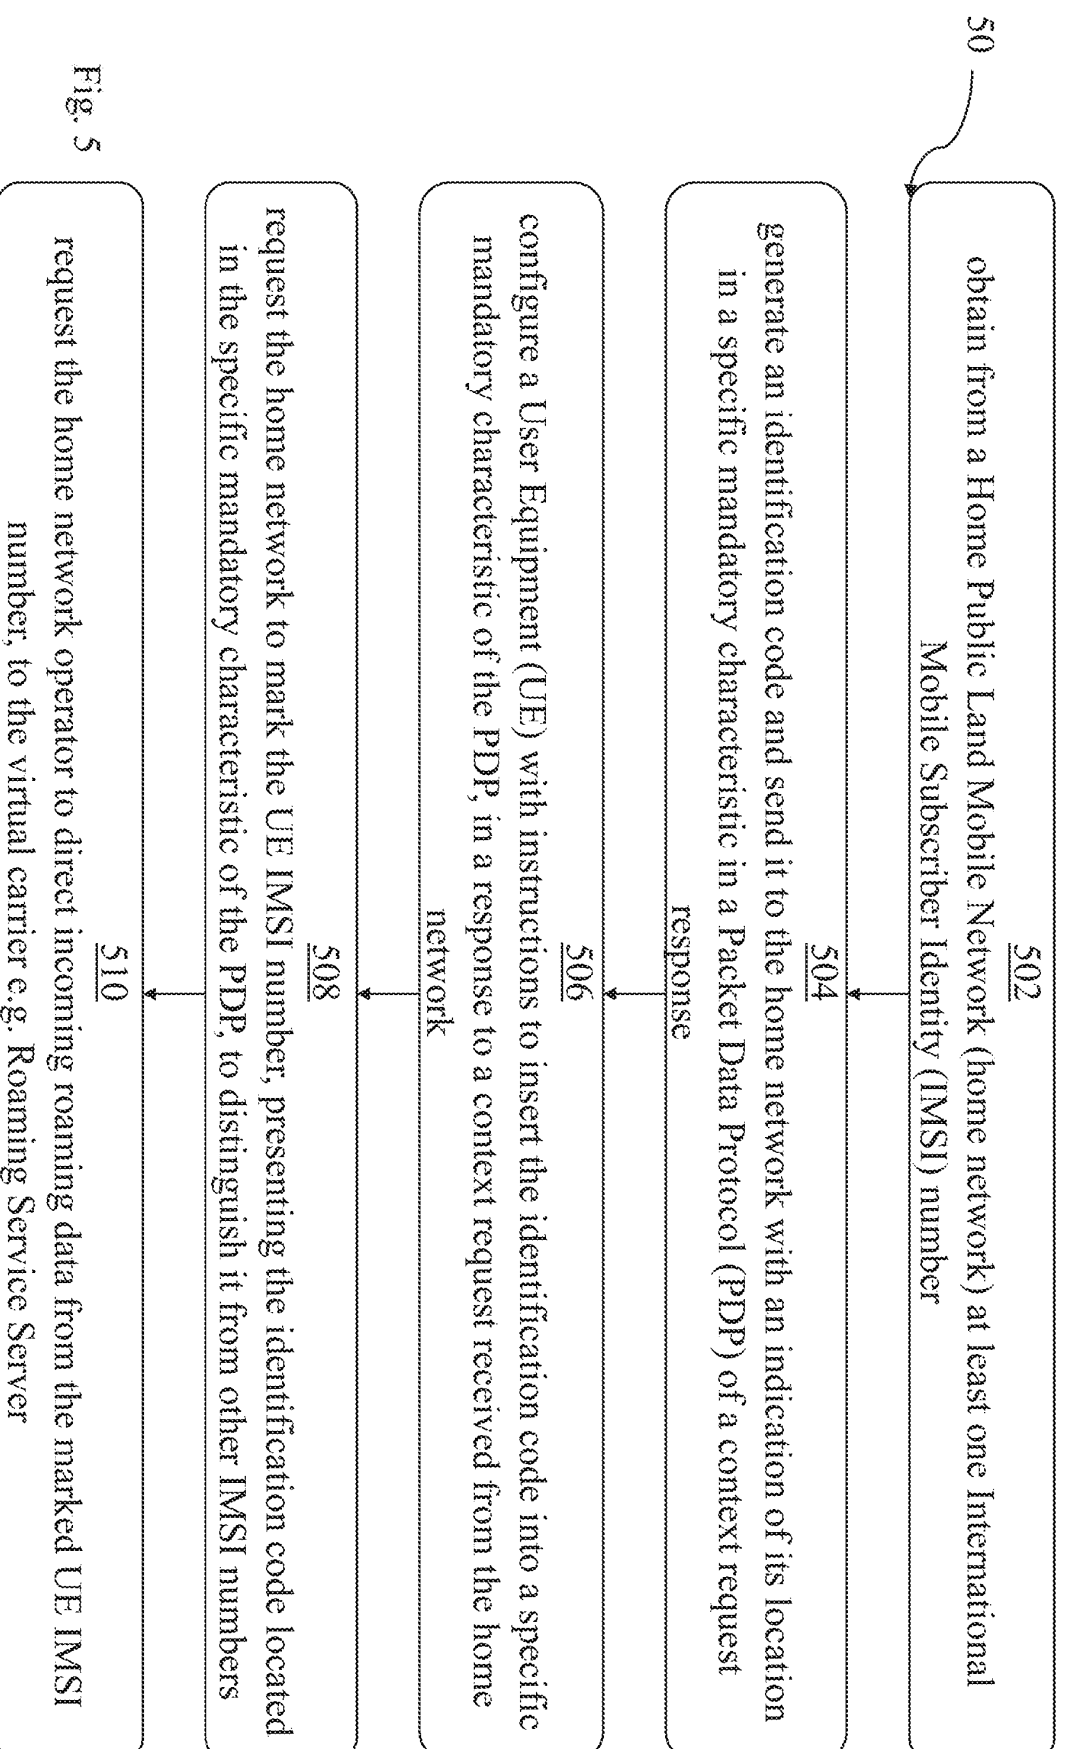 50
502
obtain from a Home Public Land Mobile Network (home network) at least one International
Mobile Subscriber Identity (IMSI) number
504
generate an identification code and send it to the home network with an indication of its location
in a specific mandatory characteristic in a Packet Data Protocol (PDP) of a context request
response
506
configure a User Equipment (UE) with instructions to insert the identification code into a specific
mandatory characteristic of the PDP, in a response to a context request received from the home
network
508
request the home network to mark the UE IMSI number, presenting the identification code located
in the specific mandatory characteristic of the PDP, to distinguish it from other IMSI numbers
510
request the home network operator to direct incoming roaming data from the marked UE IMSI
number, to the virtual carrier e.g. Roaming Service Server
Fig. 5